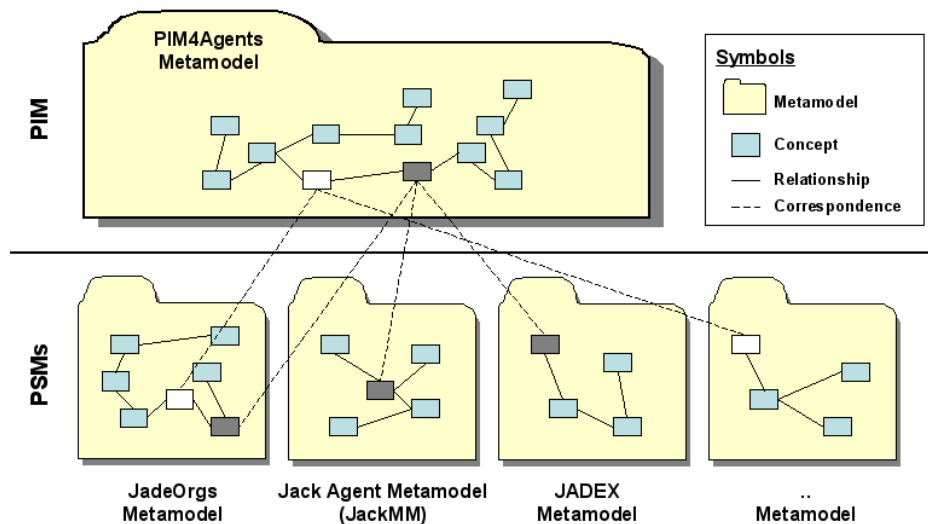 PIM4Agents
Metamodel
PIM
Symbols
Metamodel
Concept
Relationship
Correspondence
PSMs
JadeOrgs
Metamodel
Jack Agent Metamodel
(JackMM)
JADEX
Metamodel
..
Metamodel